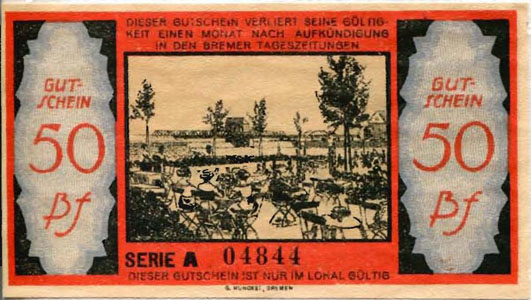 DIESER GUTSCHEIN VERLIERT SEINE GÜLTIG-
KEIT EINEN MONAT NACH AUFKÜNDIGUNG
IN DEN BREMER TAGESZEITUNGEN
GUT-
SCHEIN
50
Pf
GUT-
SCHEIN
50
Pf
SERIE A 04844
DIESER GUTSCHEIN IST NUR IM LOKAL GÜLTIG
BREMEN